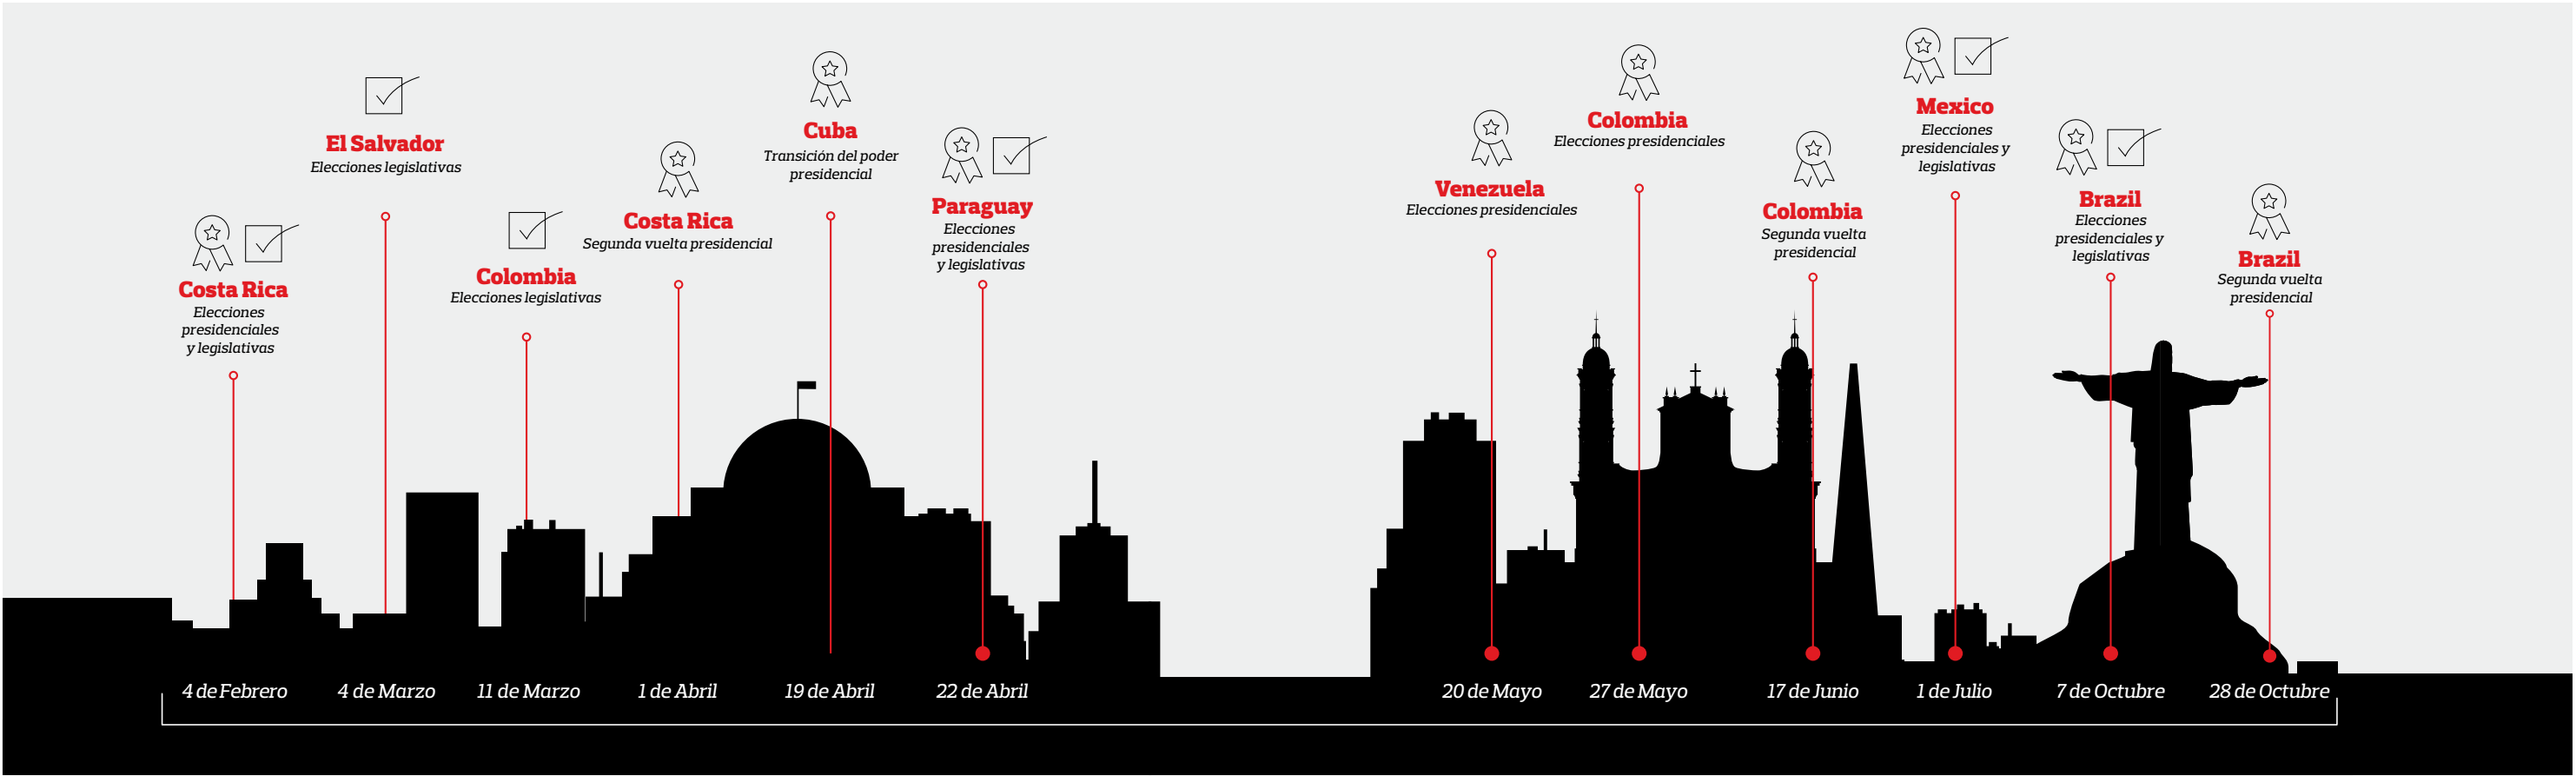 Costa Rica
Elecciones
presidenciales
y legislativas
4 de Febrero
El Salvador
Elecciones legislativas
4 de Marzo
Colombia
Elecciones legislativas
11 de Marzo
Costa Rica
Segunda vuelta presidencial
1 de Abril
Cuba
Transición del poder
presidencial
19 de Abril
Paraguay
Elecciones
presidenciales
y legislativas
22 de Abril
Venezuela
Elecciones presidenciales
20 de Mayo
Colombia
Elecciones presidenciales
27 de Mayo
Colombia
Segunda vuelta
presidencial
17 de Junio
Mexico
Elecciones
presidenciales y
legislativas
1 de Julio
Brazil
Elecciones
presidenciales y
legislativas
7 de Octubre
Brazil
Segunda vuelta
presidencial
28 de Octubre